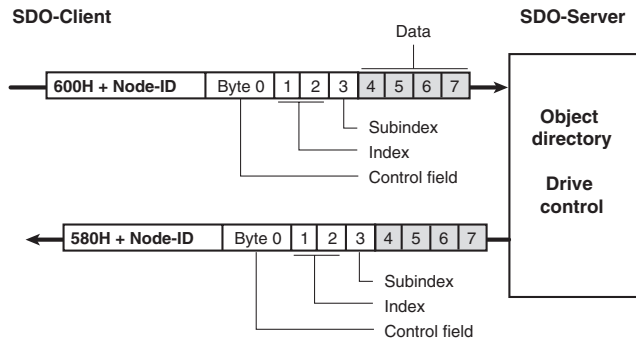 SDO-Client
SDO-Server
Data
600H + Node-ID Byte 0 1 2 3 4 5 6 7
Subindex
Index
Control field
Object
directory
Drive
control
580H + Node-ID Byte 0 1 2 3 4 5 6 7
Subindex
Index
Control field